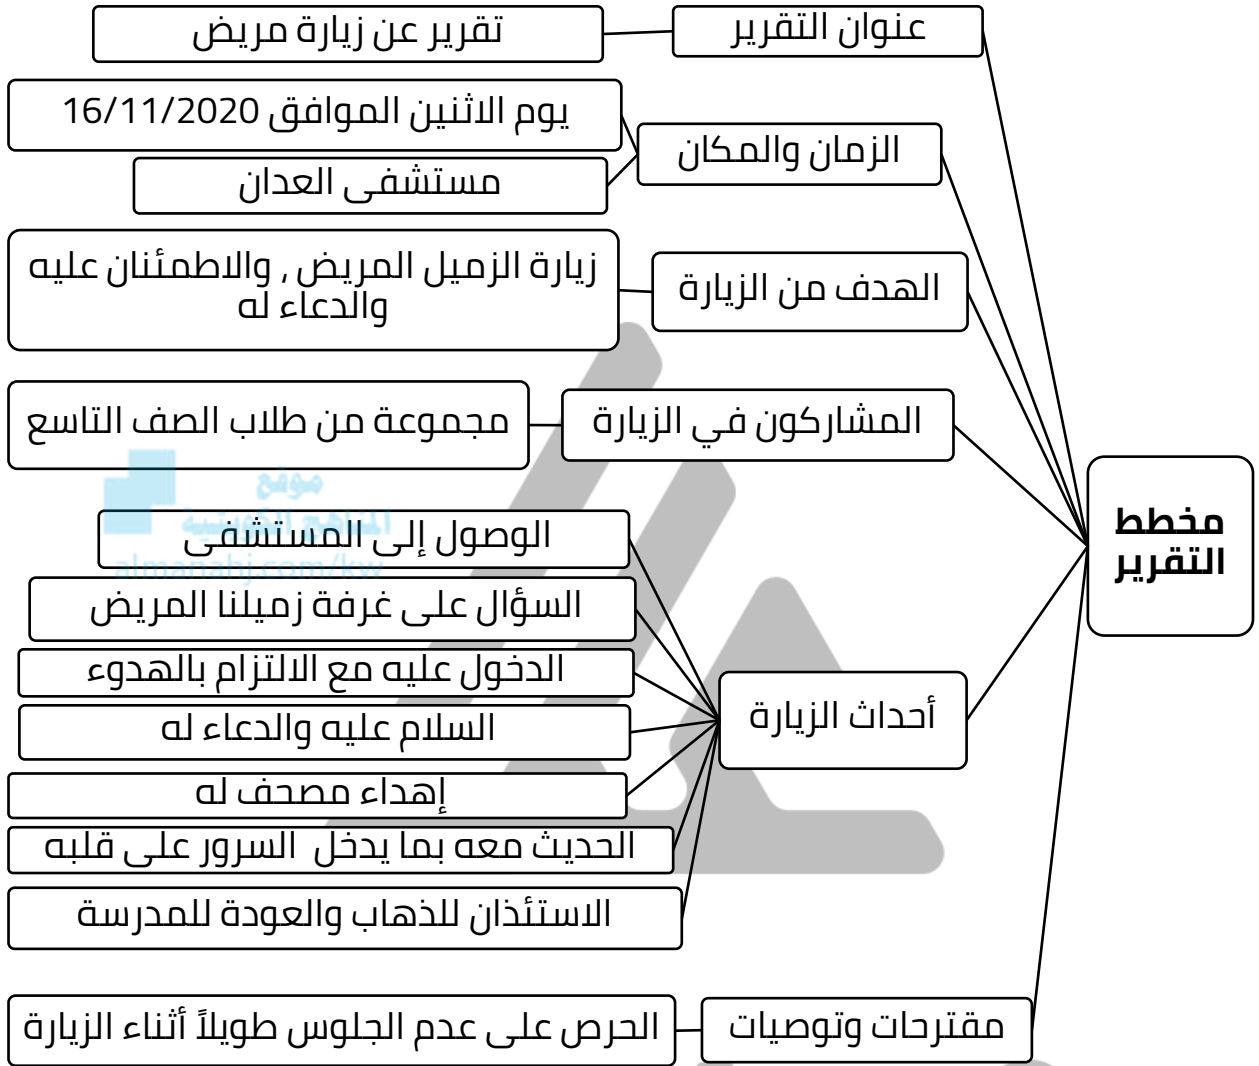 عنوان التقرير
تقرير عن زيارة مريض
الزمان والمكان
يوم الاثنين الموافق 16/11/2020
مستشفى العدان
الهدف من الزيارة
زيارة الزميل المريض ، والاطمئنان عليه
والدعاء له
المشاركون في الزيارة
مجموعة من طلاب الصف التاسع
موقع
المناهج الكويتية
almanahj.com/kw
مخطط
التقرير
أحداث الزيارة
الوصول إلى المستشفى
السؤال على غرفة زميلنا المريض
الدخول عليه مع الالتزام بالهدوء
السلام عليه والدعاء له
إهداء مصحف له
الحديث معه بما يدخل السرور على قلبه
الاستئذان للذهاب والعودة للمدرسة
مقترحات وتوصيات
الحرص على عدم الجلوس طويلاً أثناء الزيارة